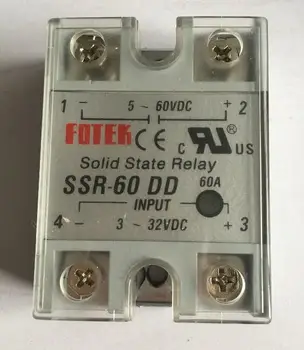 1 - 5 ~ 60VDC + 2
FOTEK CE C RU US
Solid State Relay
SSR-60 DD 60A
INPUT
4 - 3 ~ 32VDC + 3